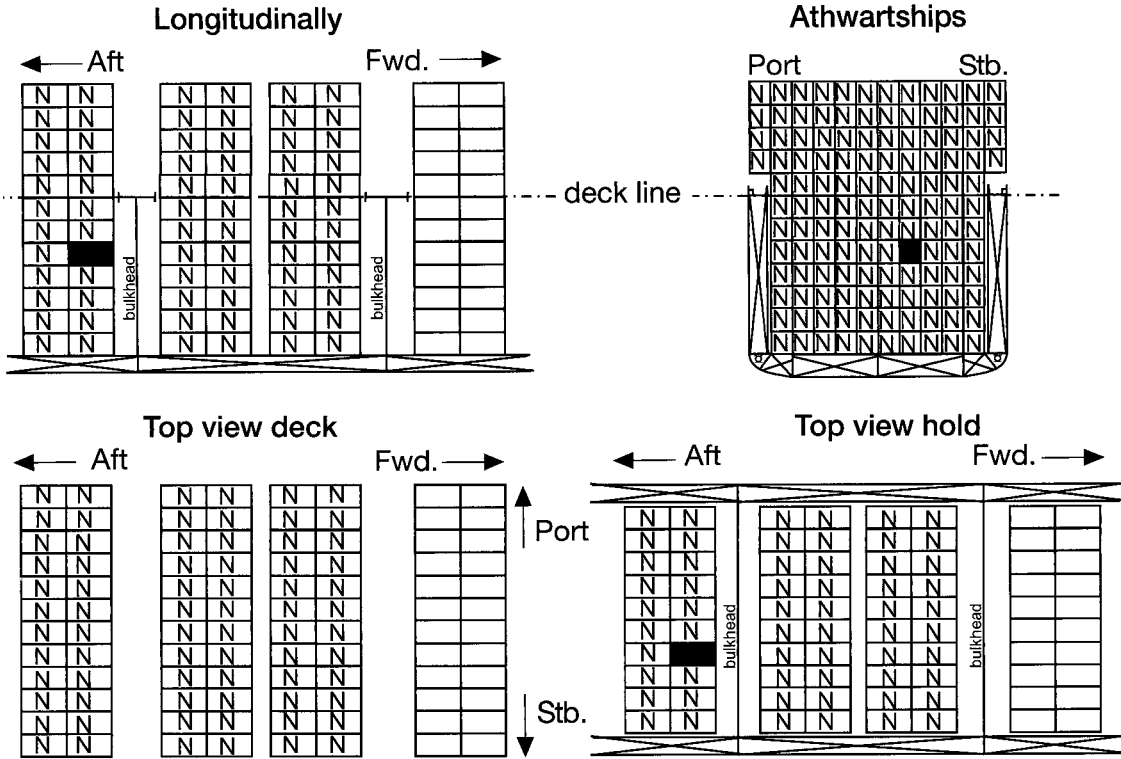 Longitudinally
Aft
Fwd.
N N N N N N
N N N N N N
N N N N N N
N N N N N N
N N N N N N
N N N N N N
N N N N N N
N N N N N
N N N N N N
N N N N N N
N N N N N N
N N N N N N
bulkhead
bulkhead
deck line
Athwartships
Port
Stb.
N N N N N N N N N N N N
N N N N N N N N N N N N
N N N N N N N N N N N N
N N N N N N N N N N N N
N N N N N N N N N N
N N N N N N N N N N
N N N N N N N N N N
N N N N N N N N N
N N N N N N N N N N
N N N N N N N N N N
N N N N N N N N N N
N N N N N N N N N N
Top view deck
Aft
Fwd.
N N N N N N
N N N N N N
N N N N N N
N N N N N N
N N N N N N
N N N N N N
N N N N N N
N N N N N N
N N N N N N
N N N N N N
N N N N N N
N N N N N N
Port
Stb.
Top view hold
Aft
Fwd.
N N N N N N
N N N N N N
N N N N N N
N N N N N N
N N N N N N
N N N N N N
N N N N N
N N N N N N
N N N N N N
N N N N N N
bulkhead
bulkhead